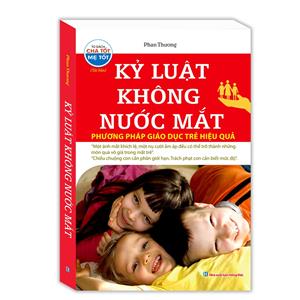 TỦ SÁCH
CHA TỐT
MẸ TỐT
Phan Thương
KỶ LUẬT
KHÔNG
NƯỚC MẮT
PHƯƠNG PHÁP GIÁO DỤC TRẺ HIỆU QUẢ
"Một ánh mắt khích lệ, một nụ cười ấm áp đều có thể trở thành những
món quà vô giá trong mắt trẻ"
"Chiều chuộng con cần phân giới hạn. Trách phạt con cần biết mức độ".
KỶ LUẬT KHÔNG NƯỚC MẮT